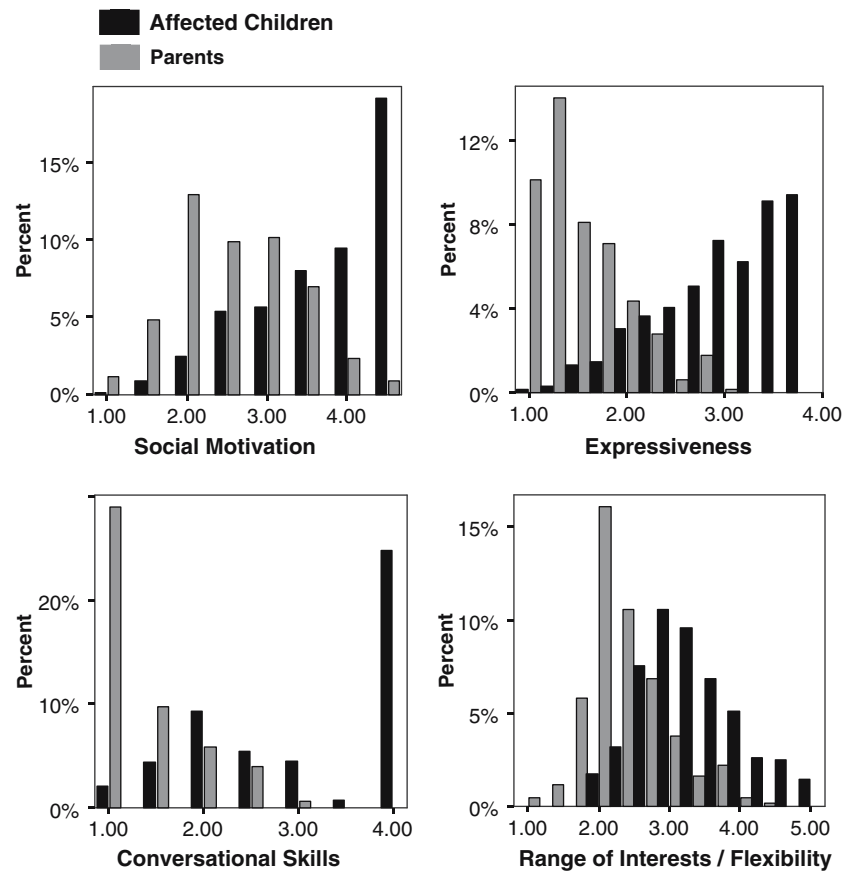 Affected Children
Parents
Percent
15%
10%
5%
0%
1.00 2.00 3.00 4.00
Social Motivation
Percent
12%
8%
4%
0%
1.00 2.00 3.00 4.00
Expressiveness
Percent
20%
10%
0%
1.00 2.00 3.00 4.00
Conversational Skills
Percent
15%
10%
5%
0%
1.00 2.00 3.00 4.00 5.00
Range of Interests / Flexibility